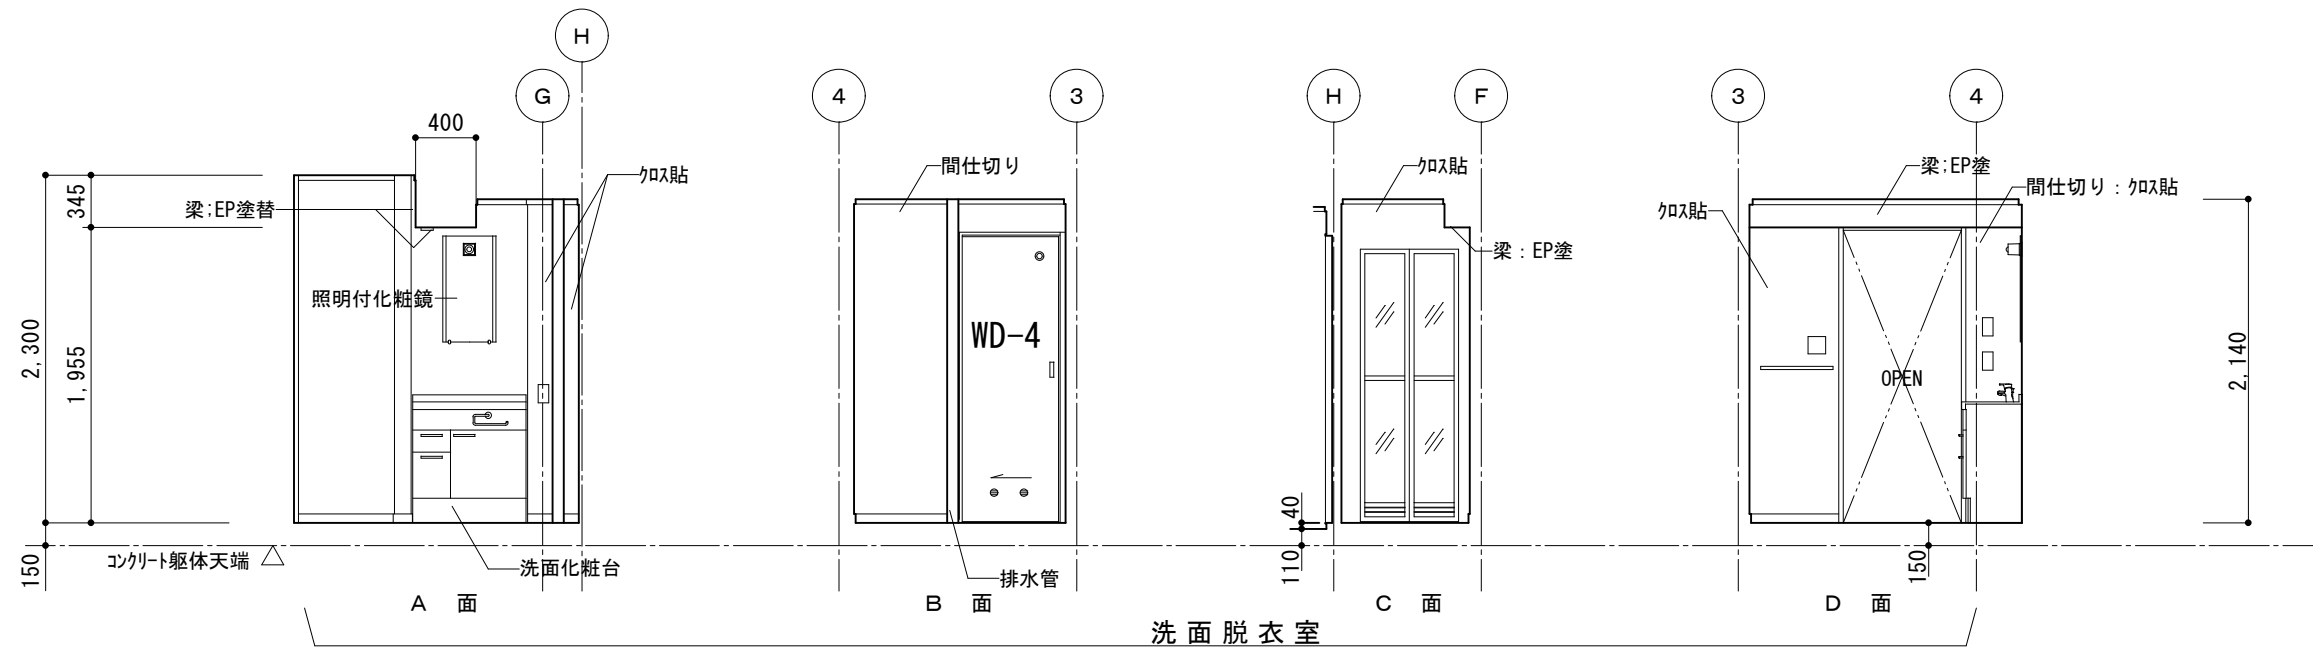 H
G
4
3
H
F
3
4
400
ｸﾛｽ貼
間仕切り
ｸﾛｽ貼
梁;EP塗
間仕切り：ｸﾛｽ貼
345
梁;EP塗替
ｸﾛｽ貼
梁：EP塗
照明付化粧鏡
2,300
1,955
WD-4
OPEN
2,140
40
110
150
150
ｺﾝｸﾘｰﾄ躯体天端
洗面化粧台
排水管
A 面
B 面
C 面
D 面
洗面脱衣室